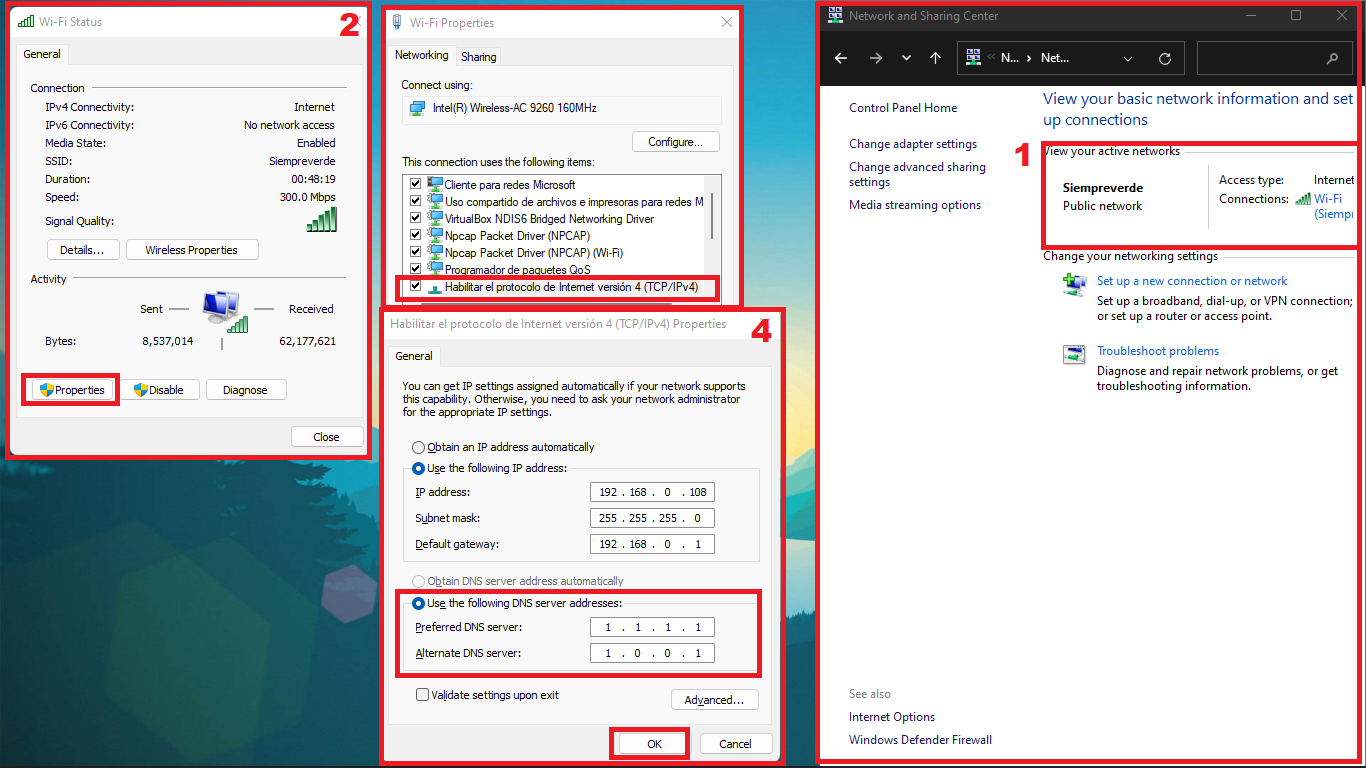 Wi-Fi Status
2
General
Connection
IPv4 Connectivity: Internet
IPv6 Connectivity: No network access
Media State: Enabled
SSID: Siempreverde
Duration: 00:48:19
Speed: 300.0 Mbps
Signal Quality:
Details...
Wireless Properties
Activity
Sent
Received
Bytes: 8,537,014 62,177,621
Properties
Disable
Diagnose
Close
Wi-Fi Properties
Networking
Sharing
Connect using:
Intel(R) Wireless-AC 9260 160MHz
Configure...
This connection uses the following items:
Cliente para redes Microsoft
Uso compartido de archivos e impresoras para redes M
VirtualBox NDIS6 Bridged Networking Driver
Npcap Packet Driver (NPCAP)
Npcap Packet Driver (NPCAP) (Wi-Fi)
Programador de paquetes QoS
Habilitar el protocolo de Internet versión 4 (TCP/IPv4)
Habilitar el protocolo de Internet versión 4 (TCP/IPv4) Properties
4
General
You can get IP settings assigned automatically if your network supports
this capability. Otherwise, you need to ask your network administrator
for the appropriate IP settings.
Obtain an IP address automatically
Use the following IP address:
IP address: 192 . 168 . 0 . 108
Subnet mask: 255 . 255 . 255 . 0
Default gateway: 192 . 168 . 0 . 1
Obtain DNS server address automatically
Use the following DNS server addresses:
Preferred DNS server: 1 . 1 . 1 . 1
Alternate DNS server: 1 . 0 . 0 . 1
Validate settings upon exit
Advanced...
OK
Cancel
Network and Sharing Center
N...
Net...
Control Panel Home
Change adapter settings
Change advanced sharing
settings
Media streaming options
View your basic network information and set
up connections
1
View your active networks
Siempreverde
Public network
Access type: Internet
Connections: Wi-Fi
(Siempr
Change your networking settings
Set up a new connection or network
Set up a broadband, dial-up, or VPN connection;
or set up a router or access point.
Troubleshoot problems
Diagnose and repair network problems, or get
troubleshooting information.
See also
Internet Options
Windows Defender Firewall